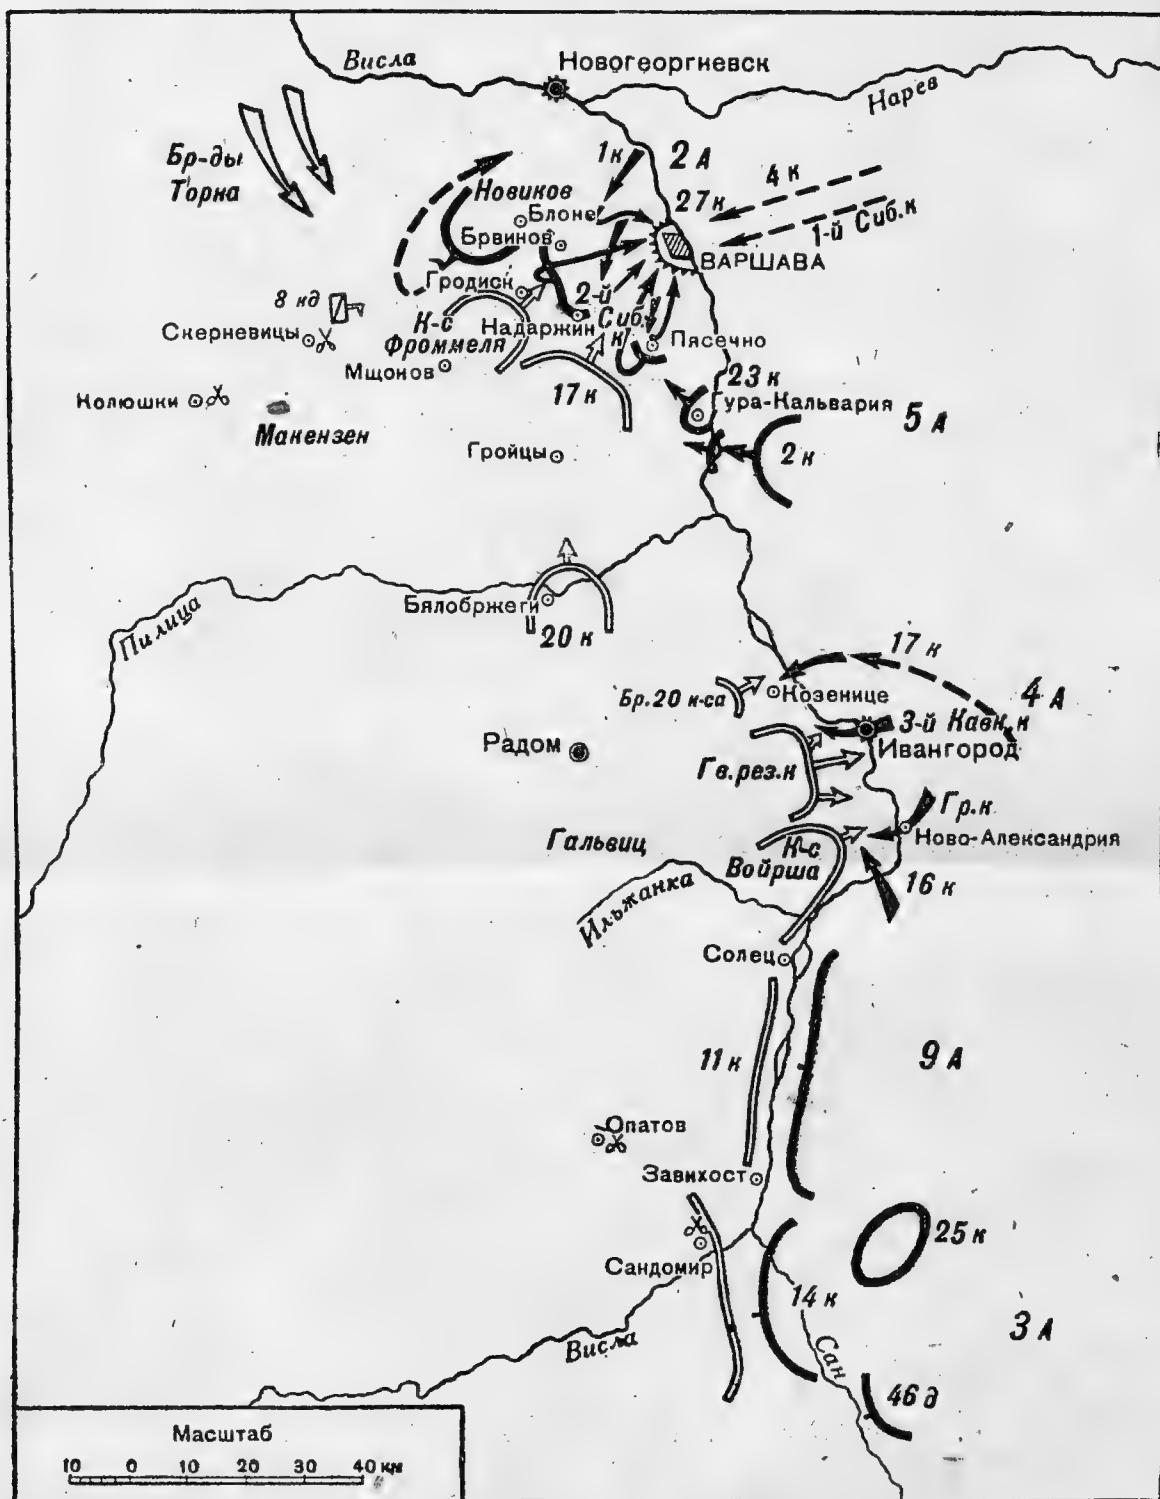 Висла
Новогеоргиевск
Нарев
Бр-ды
Торна
1 к
2 А
4 к
Новиков
27 к
1-й Сиб.к
Блоне
Брвинов
ВАРШАВА
Гродиск
8 кд
2-й
Сиб.
к
К-с
Фроммеля
Надаржин
Скерневицы
Пясечно
Мщонов
17 к
23 к
Колюшки
Гура-Кальвария
5 А
Макензен
Гройцы
2 к
Пилица
Бялобржеги
20 к
17 к
Бр. 20 к-са
Козенице
4 А
3-й Кавк. к
Радом
Ивангород
Гв. рез. к
Гр. к
Гальвиц
К-с
Войрша
Ново-Александрия
Ильжанка
16 к
Солец
11 к
9 А
Опатов
Завихост
25 к
Сандомир
14 к
3 А
Висла
Сан
46 д
Масштаб
10 0 10 20 30 40 км